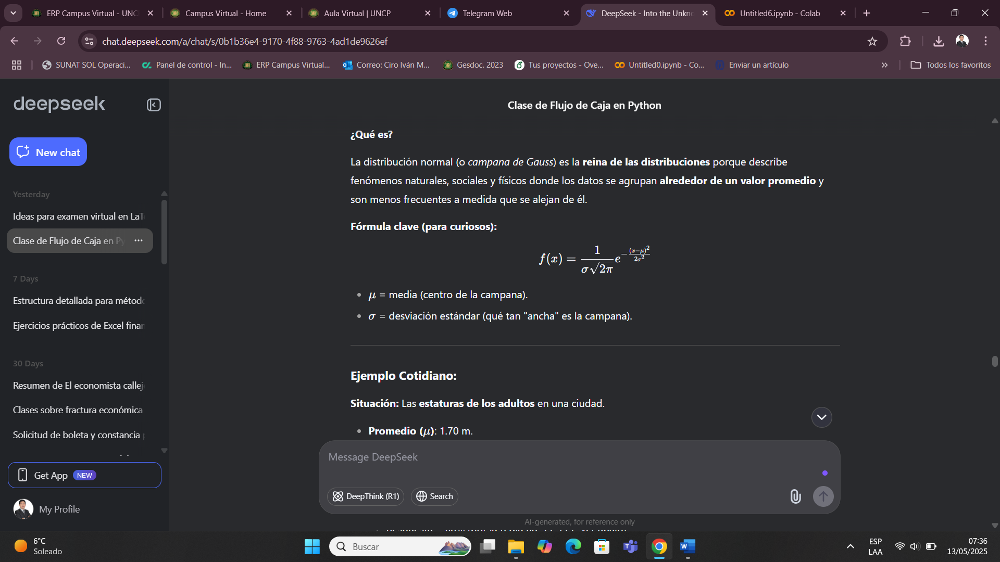 ERP Campus Virtual - UNC
Campus Virtual - Home
Aula Virtual | UNCP
Telegram Web
DeepSeek - Into the Unkno
Untitled6.ipynb - Colab
chat.deepseek.com/a/chat/s/0b1b36e4-9170-4f88-9763-4ad1de9626ef
SUNAT SOL Operaci...
Panel de control - In...
ERP Campus Virtual...
Correo: Ciro Iván M...
Gesdoc. 2023
Tus proyectos - Ove...
Untitled0.ipynb - Co...
Enviar un artículo
Todos los favoritos
deepseek
New chat
Yesterday
Ideas para examen virtual en LaT
Clase de Flujo de Caja en Py
7 Days
Estructura detallada para métod
Ejercicios prácticos de Excel finan
30 Days
Resumen de El economista calleje
Clases sobre fractura económica
Solicitud de boleta y constancia p
Get App NEW
My Profile
Clase de Flujo de Caja en Python
¿Qué es?
La distribución normal (o campana de Gauss) es la reina de las distribuciones porque describe
fenómenos naturales, sociales y físicos donde los datos se agrupan alrededor de un valor promedio y
son menos frecuentes a medida que se alejan de él.
Fórmula clave (para curiosos):
f(x) = 1/(σ√2π) e^(−(x−μ)²/2σ²)
• μ = media (centro de la campana).
• σ = desviación estándar (qué tan "ancha" es la campana).
Ejemplo Cotidiano:
Situación: Las estaturas de los adultos en una ciudad.
• Promedio (μ): 1.70 m.
Message DeepSeek
DeepThink (R1)
Search
AI-generated, for reference only
6°C
Soleado
Buscar
ESP
LAA
07:36
13/05/2025